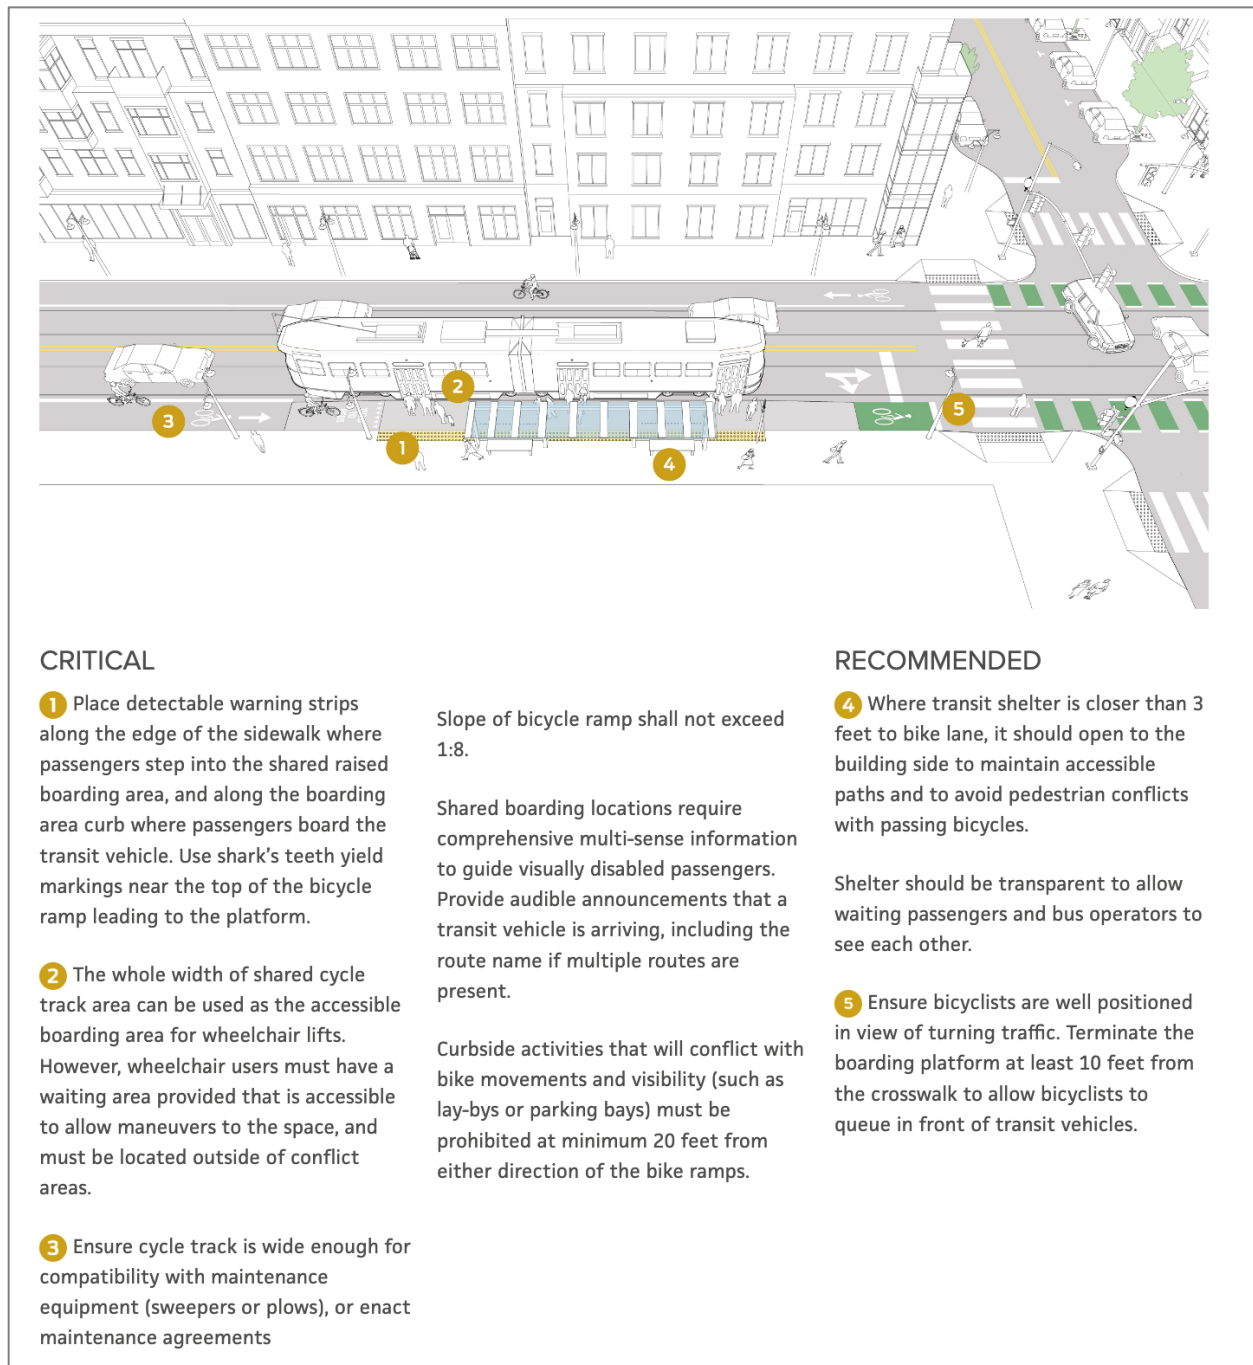 2
3
5
1
4
CRITICAL
1 Place detectable warning strips
along the edge of the sidewalk where
passengers step into the shared raised
boarding area, and along the boarding
area curb where passengers board the
transit vehicle. Use shark’s teeth yield
markings near the top of the bicycle
ramp leading to the platform.
2 The whole width of shared cycle
track area can be used as the accessible
boarding area for wheelchair lifts.
However, wheelchair users must have a
waiting area provided that is accessible
to allow maneuvers to the space, and
must be located outside of conflict
areas.
3 Ensure cycle track is wide enough for
compatibility with maintenance
equipment (sweepers or plows), or enact
maintenance agreements
Slope of bicycle ramp shall not exceed
1:8.
Shared boarding locations require
comprehensive multi-sense information
to guide visually disabled passengers.
Provide audible announcements that a
transit vehicle is arriving, including the
route name if multiple routes are
present.
Curbside activities that will conflict with
bike movements and visibility (such as
lay-bys or parking bays) must be
prohibited at minimum 20 feet from
either direction of the bike ramps.
RECOMMENDED
4 Where transit shelter is closer than 3
feet to bike lane, it should open to the
building side to maintain accessible
paths and to avoid pedestrian conflicts
with passing bicycles.
Shelter should be transparent to allow
waiting passengers and bus operators to
see each other.
5 Ensure bicyclists are well positioned
in view of turning traffic. Terminate the
boarding platform at least 10 feet from
the crosswalk to allow bicyclists to
queue in front of transit vehicles.